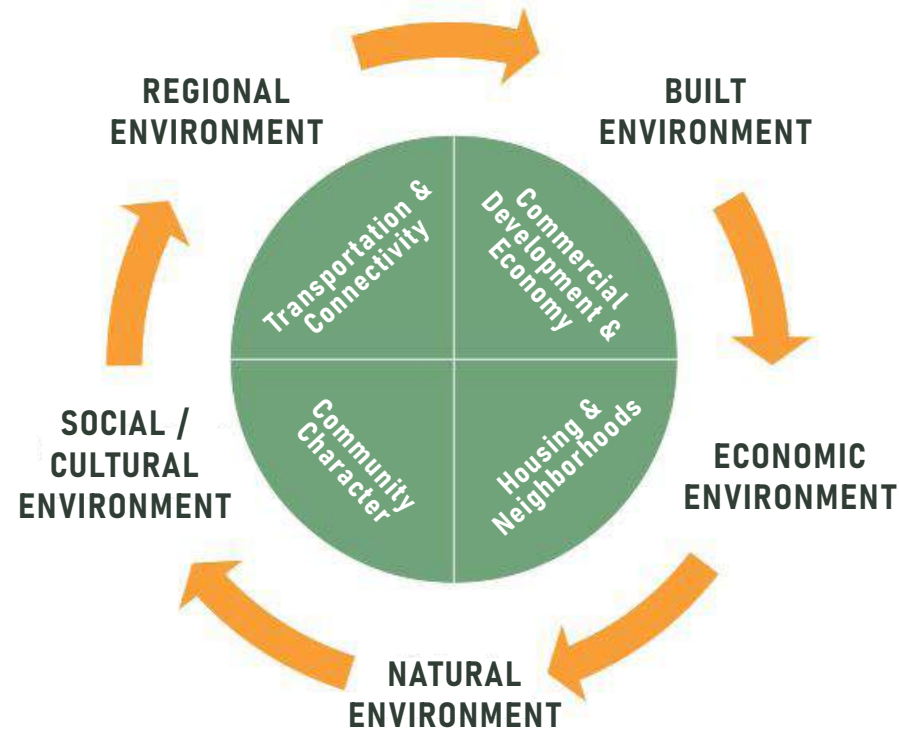 REGIONAL
ENVIRONMENT
BUILT
ENVIRONMENT
Transportation &
Connectivity
Commercial
Development &
Economy
SOCIAL /
CULTURAL
ENVIRONMENT
Community
Character
Housing &
Neighborhoods
ECONOMIC
ENVIRONMENT
NATURAL
ENVIRONMENT